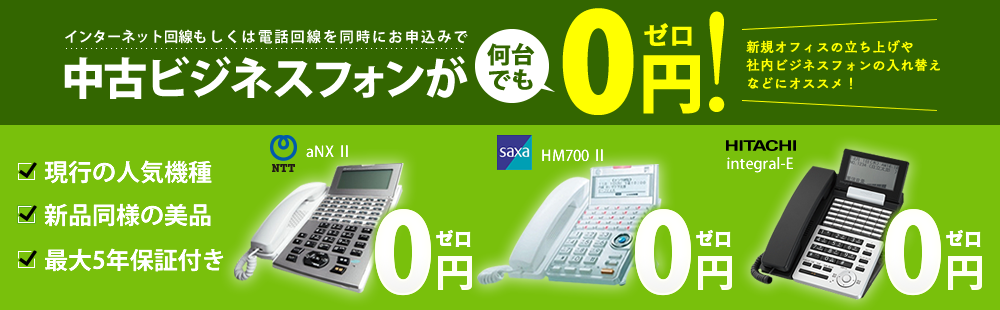 インターネット回線もしくは電話回線を同時にお申込みで
中古ビジネスフォンが
何台
でも
0
ゼロ
円!
新規オフィスの立ち上げや
社内ビジネスフォンの入れ替え
などにオススメ!
現行の人気機種
新品同様の美品
最大5年保証付き
NTT
aNX II
0
ゼロ
円
saxa
HM700 II
0
ゼロ
円
HITACHI
integral-E
0
ゼロ
円